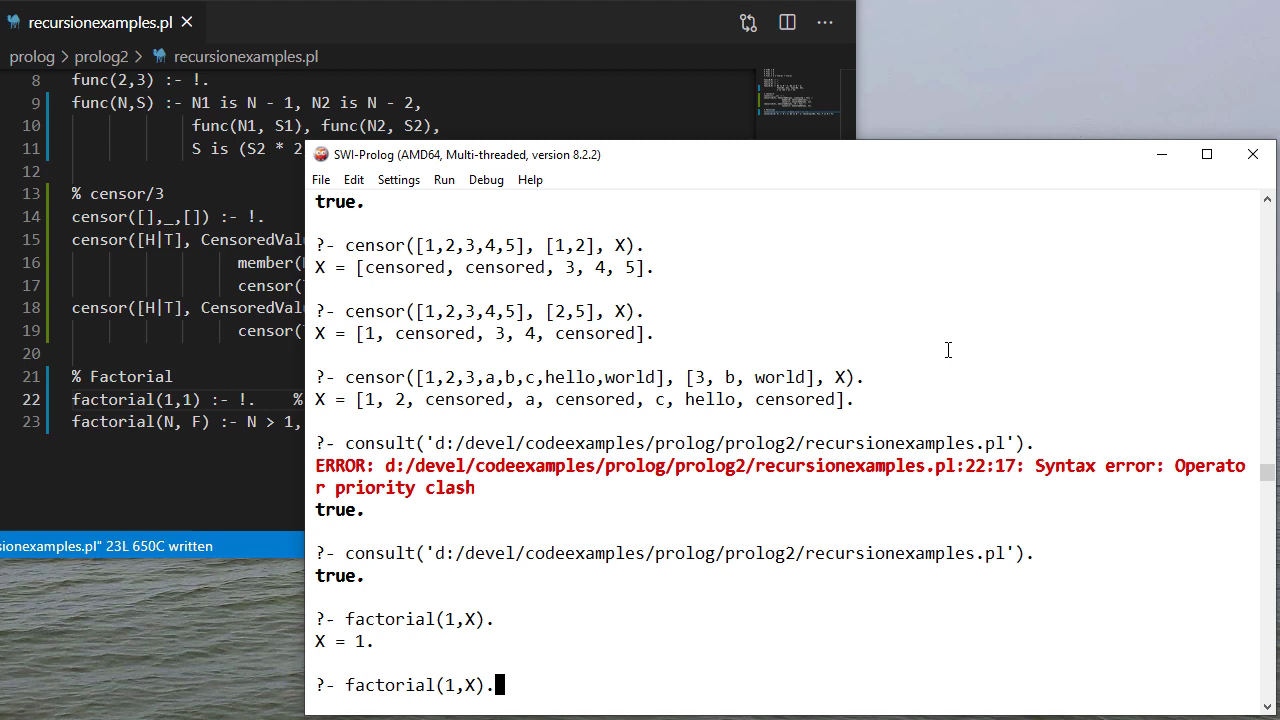 recursionexamples.pl
prolog > prolog2 > recursionexamples.pl
8 func(2,3) :- !.
9 func(N,S) :- N1 is N - 1, N2 is N - 2,
10 func(N1, S1), func(N2, S2),
11 S is (S2 * 2
12
13 % censor/3
14 censor([],_,[]) :- !.
15 censor([H|T], CensoredValu
16 member(
17 censor(
18 censor([H|T], CensoredValu
19 censor(
20
21 % Factorial
22 factorial(1,1) :- !. %
23 factorial(N, F) :- N > 1,
sionexamples.pl" 23L 650C written
SWI-Prolog (AMD64, Multi-threaded, version 8.2.2)
File Edit Settings Run Debug Help
true.
?- censor([1,2,3,4,5], [1,2], X).
X = [censored, censored, 3, 4, 5].
?- censor([1,2,3,4,5], [2,5], X).
X = [1, censored, 3, 4, censored].
?- censor([1,2,3,a,b,c,hello,world], [3, b, world], X).
X = [1, 2, censored, a, censored, c, hello, censored].
?- consult('d:/devel/codeexamples/prolog/prolog2/recursionexamples.pl').
ERROR: d:/devel/codeexamples/prolog/prolog2/recursionexamples.pl:22:17: Syntax error: Operato
r priority clash
true.
?- consult('d:/devel/codeexamples/prolog/prolog2/recursionexamples.pl').
true.
?- factorial(1,X).
X = 1.
?- factorial(1,X).